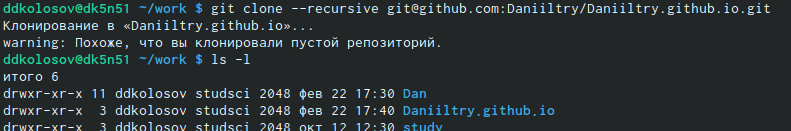 ddkolosov@dk5n51 ~/work $ git clone --recursive git@github.com:Daniiltry/Daniiltry.github.io.git
Клонирование в «Daniiltry.github.io»...
warning: Похоже, что вы клонировали пустой репозиторий.
ddkolosov@dk5n51 ~/work $ ls -l
итого 6
drwxr-xr-x 11 ddkolosov studsci 2048 фев 22 17:30 Dan
drwxr-xr-x  3 ddkolosov studsci 2048 фев 22 17:40 Daniiltry.github.io
drwxr-xr-x  3 ddkolosov studsci 2048 окт 12 12:30 study